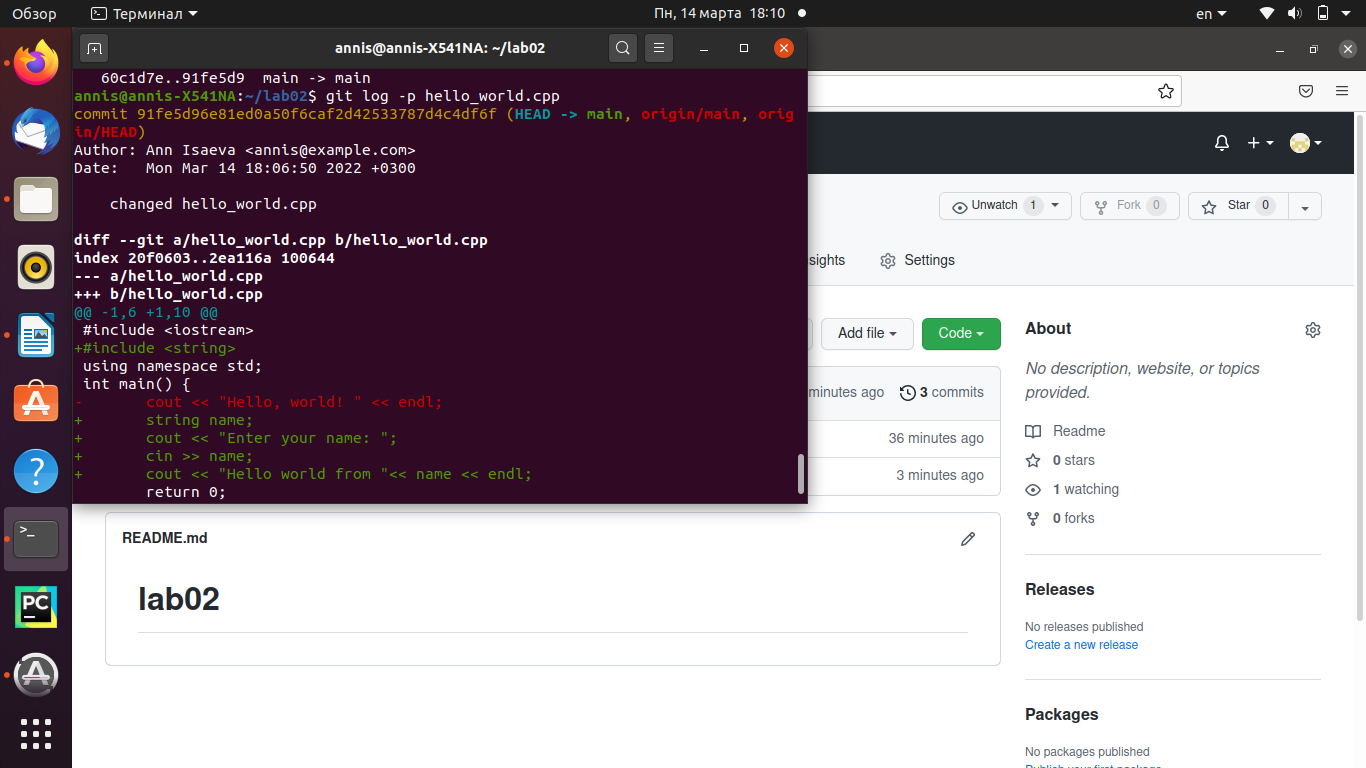 Обзор
Терминал
Пн, 14 марта 18:10
en
annis@annis-X541NA: ~/lab02
60c1d7e..91fe5d9 main -> main
annis@annis-X541NA:~/lab02$ git log -p hello_world.cpp
commit 91fe5d96e81ed0a50f6caf2d42533787d4c4df6f (HEAD -> main, origin/main, orig
in/HEAD)
Author: Ann Isaeva <annis@example.com>
Date:   Mon Mar 14 18:06:50 2022 +0300
changed hello_world.cpp
diff --git a/hello_world.cpp b/hello_world.cpp
index 20f0603..2ea116a 100644
--- a/hello_world.cpp
+++ b/hello_world.cpp
@@ -1,6 +1,10 @@
 #include <iostream>
+#include <string>
 using namespace std;
 int main() {
-       cout << "Hello, world! " << endl;
+       string name;
+       cout << "Enter your name: ";
+       cin >> name;
+       cout << "Hello world from "<< name << endl;
        return 0;
Unwatch 1
Fork 0
Star 0
sights
Settings
Add file
Code
minutes ago
3 commits
36 minutes ago
3 minutes ago
README.md
lab02
About
No description, website, or topics
provided.
Readme
0 stars
1 watching
0 forks
Releases
No releases published
Create a new release
Packages
No packages published
Publish your first package
>_
PC